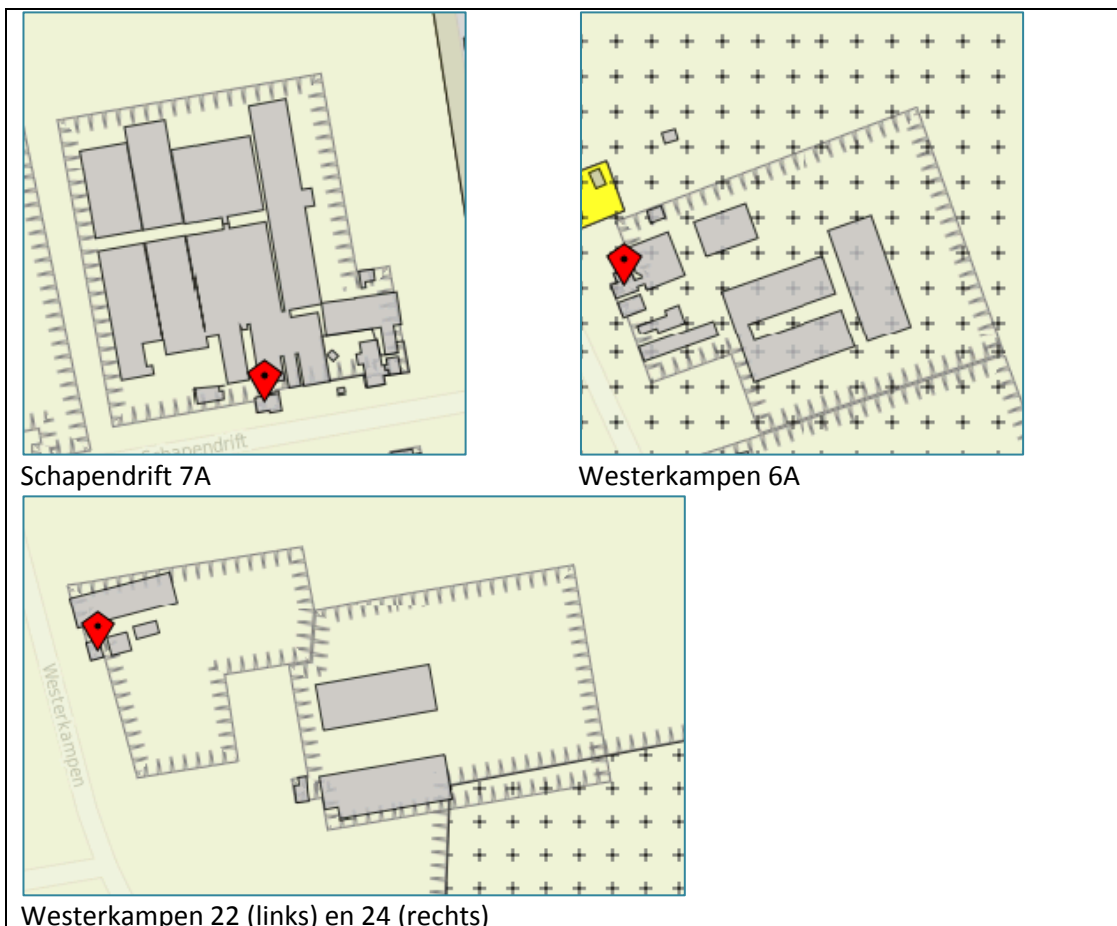 Schapendrift
Schapendrift 7A
Westerkampen 6A
Westerkampen
Westerkampen 22 (links) en 24 (rechts)